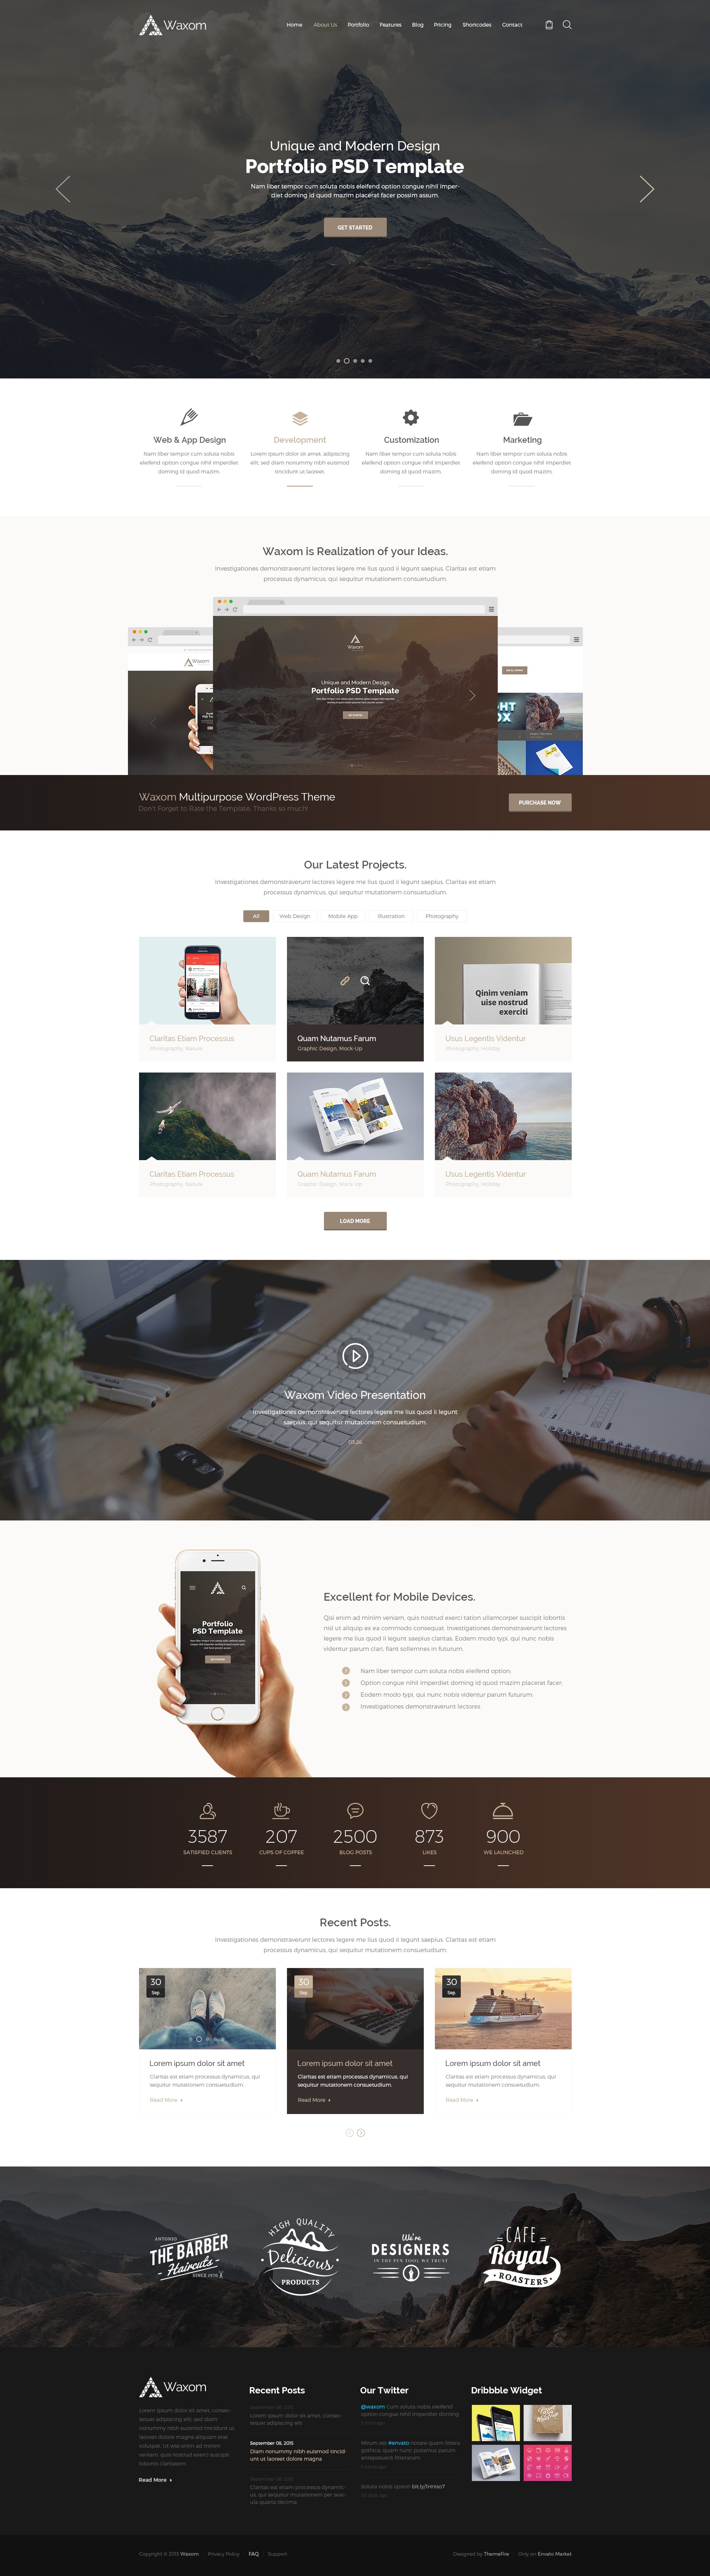 Waxom
Home About Us Portfolio Features Blog Pricing Shortcodes Contact
Unique and Modern Design
Portfolio PSD Template
Nam liber tempor cum soluta nobis eleifend option congue nihil imper-
diet doming id quod mazim placerat facer possim assum.
GET STARTED
Web & App Design
Nam liber tempor cum soluta nobis
eleifend option congue nihil imperdiet
doming id quod mazim.
Development
Lorem ipsum dolor sit amet, adipiscing
elit, sed diam nonummy nibh euismod
tincidunt ut laoreet.
Customization
Nam liber tempor cum soluta nobis
eleifend option congue nihil imperdiet
doming id quod mazim.
Marketing
Nam liber tempor cum soluta nobis
eleifend option congue nihil imperdiet
doming id quod mazim.
Waxom is Realization of your Ideas.
Investigationes demonstraverunt lectores legere me lius quod ii legunt saepius. Claritas est etiam
processus dynamicus, qui sequitur mutationem consuetudium.
Waxom
Waxom
Unique and Modern Design
Portfolio PSD Template
Waxom Multipurpose WordPress Theme
Don't Forget to Rate the Template. Thanks so much!
PURCHASE NOW
Our Latest Projects.
Investigationes demonstraverunt lectores legere me lius quod ii legunt saepius. Claritas est etiam
processus dynamicus, qui sequitur mutationem consuetudium.
All Web Design Mobile App Illustration Photography
Claritas Etiam Processus
Photography, Nature
Quam Nutamus Farum
Graphic Design, Mock-Up
Qinim veniam
uise nostrud
exerciti
Usus Legentis Videntur
Photography, Holiday
Claritas Etiam Processus
Photography, Nature
Quam Nutamus Farum
Graphic Design, Mock-Up
Usus Legentis Videntur
Photography, Holiday
LOAD MORE
Waxom Video Presentation
Investigationes demonstraverunt lectores legere me lius quod ii legunt
saepius, qui sequitur mutationem consuetudium.
03:26
Portfolio
PSD Template
Excellent for Mobile Devices.
Qisi enim ad minim veniam, quis nostrud exerci tation ullamcorper suscipit lobortis
nisl ut aliquip ex ea commodo consequat. Investigationes demonstraverunt lectores
legere me lius quod ii legunt saepius claritas. Eodem modo typi, qui nunc nobis
videntur parum clari, fiant sollemnes in futurum.
Nam liber tempor cum soluta nobis eleifend option;
Option congue nihil imperdiet doming id quod mazim placerat facer;
Eodem modo typi, qui nunc nobis videntur parum futurum;
Investigationes demonstraverunt lectores
3587
SATISFIED CLIENTS
207
CUPS OF COFFEE
2500
BLOG POSTS
873
LIKES
900
WE LAUNCHED
Recent Posts.
Investigationes demonstraverunt lectores legere me lius quod ii legunt saepius. Claritas est etiam
processus dynamicus, qui sequitur mutationem consuetudium.
30
Sep
Lorem ipsum dolor sit amet
Claritas est etiam processus dynamicus, qui
sequitur mutationem consuetudium.
Read More
30
Sep
Lorem ipsum dolor sit amet
Claritas est etiam processus dynamicus, qui
sequitur mutationem consuetudium.
Read More
30
Sep
Lorem ipsum dolor sit amet
Claritas est etiam processus dynamicus, qui
sequitur mutationem consuetudium.
Read More
ANTONIO
THE BARBER
Haircuts
SINCE 1970
HIGH QUALITY
Delicious
PRODUCTS
We're
DESIGNERS
IN THE PEN TOOL WE TRUST
CAFE
Royal
ROASTERS
Waxom
Lorem ipsum dolor sit amet, consec-
tetuer adipiscing elit, sed diam
nonummy nibh euismod tincidunt ut
laoreet dolore magna aliquam erat
volutpat. Ut wisi enim ad minim
veniam, quis nostrud exerci suscipit
lobortis claritatem.
Read More
Recent Posts
September 08, 2015
Lorem ipsum dolor sit amet, consec-
tetuer adipiscing elit
September 08, 2015
Diam nonummy nibh euismod tincid-
unt ut laoreet dolore magna
September 08, 2015
Claritas est etiam processus dynamic-
us, qui sequitur mutationem per seac-
ula quarta decima
Our Twitter
@waxom Cum soluta nobis eleifend
option congue nihil imperdiet doming
Mirum est #envato notare quam littera
gothica, quam nunc putamus parum
anteposuerit litterarum
Soluta nobis option
Dribbble Widget
Copyright © 2015 Waxom Privacy Policy FAQ Support
Designed by ThemeFire Only on Envato Market